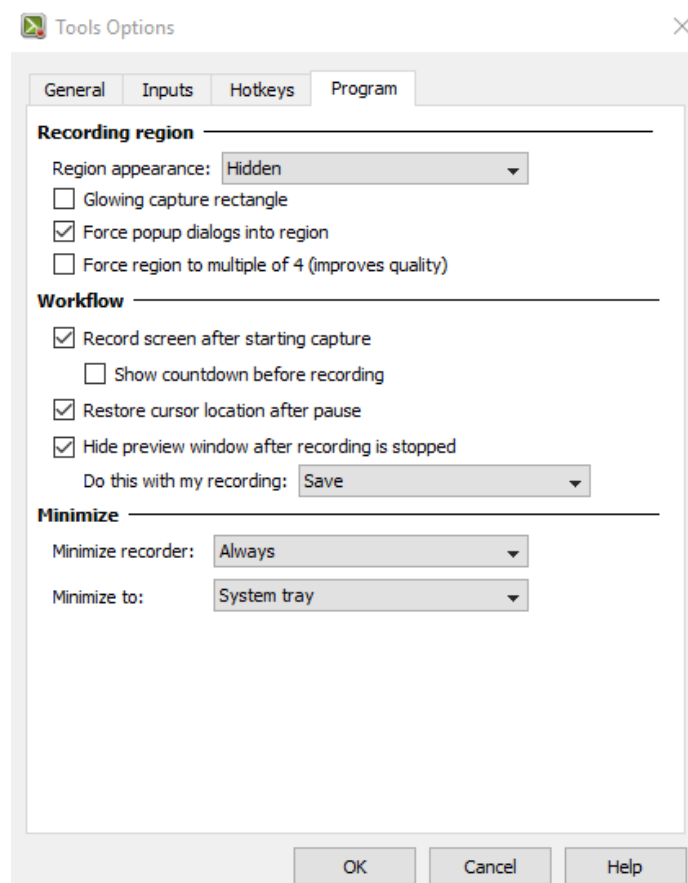 Tools Options
General Inputs Hotkeys Program
Recording region
Region appearance: Hidden
Glowing capture rectangle
Force popup dialogs into region
Force region to multiple of 4 (improves quality)
Workflow
Record screen after starting capture
Show countdown before recording
Restore cursor location after pause
Hide preview window after recording is stopped
Do this with my recording: Save
Minimize
Minimize recorder: Always
Minimize to: System tray
OK Cancel Help